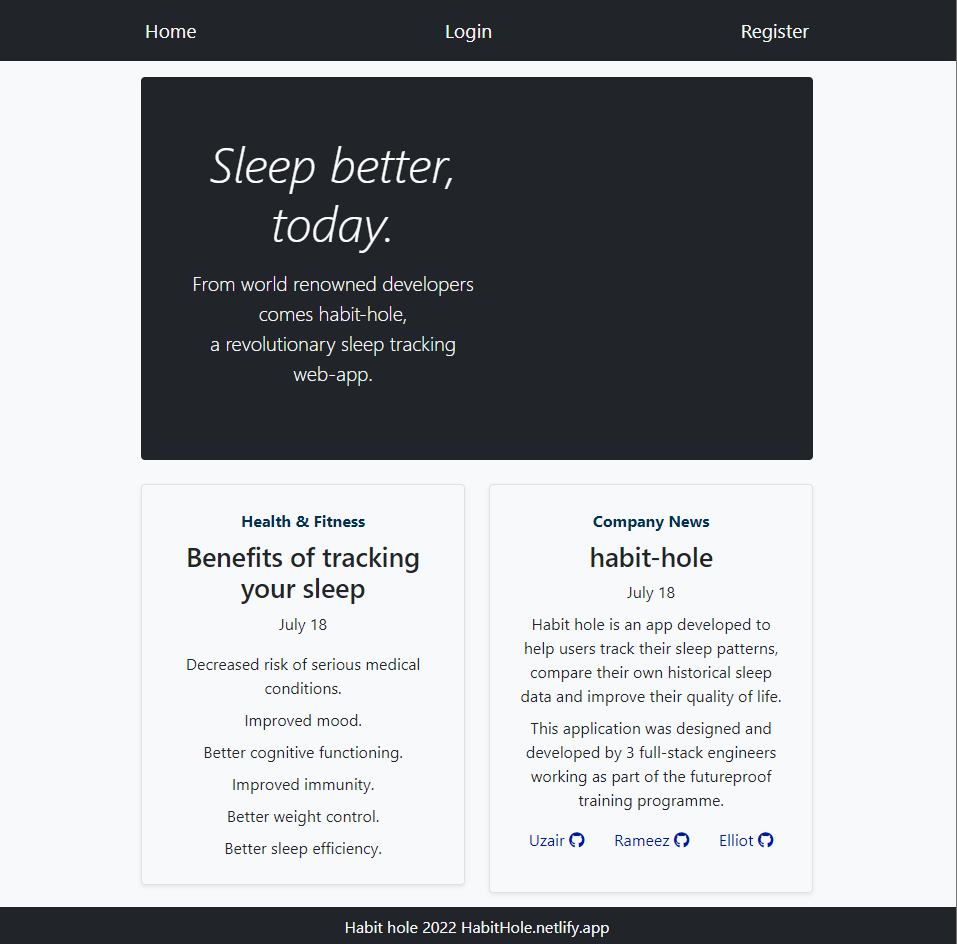 Home
Login
Register
Sleep better,
today.
From world renowned developers
comes habit-hole,
a revolutionary sleep tracking
web-app.
Health & Fitness
Benefits of tracking
your sleep
July 18
Decreased risk of serious medical
conditions.
Improved mood.
Better cognitive functioning.
Improved immunity.
Better weight control.
Better sleep efficiency.
Company News
habit-hole
July 18
Habit hole is an app developed to
help users track their sleep patterns,
compare their own historical sleep
data and improve their quality of life.
This application was designed and
developed by 3 full-stack engineers
working as part of the futureproof
training programme.
Uzair Rameez Elliot
Habit hole 2022 HabitHole.netlify.app